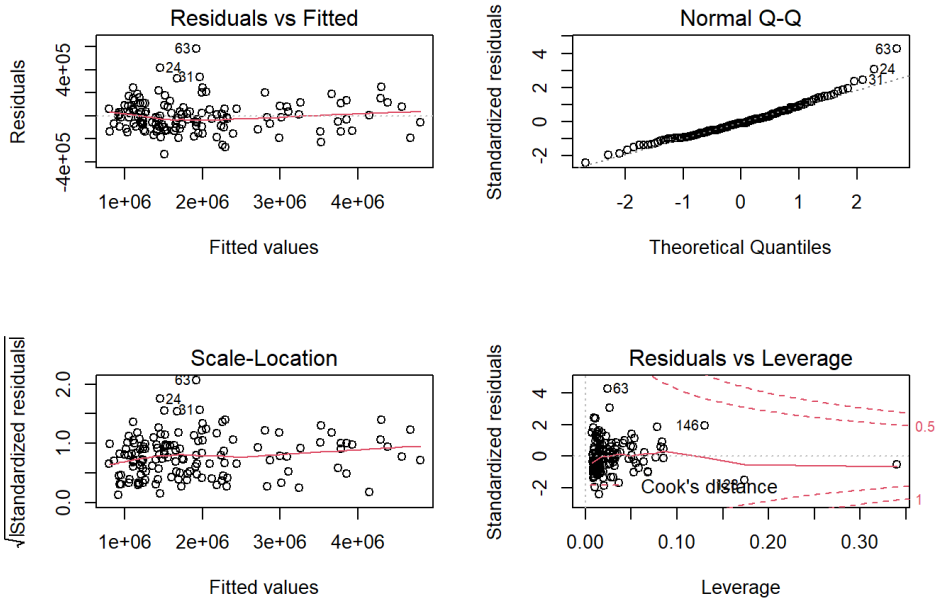 Residuals vs Fitted
Residuals
-4e+05
4e+05
63
24
31
1e+06 2e+06 3e+06 4e+06
Fitted values
Normal Q-Q
Standardized residuals
-2 0 2 4
63
24
31
-2 -1 0 1 2
Theoretical Quantiles
Scale-Location
√|Standardized residuals|
0.0 1.0 2.0
63
24
31
1e+06 2e+06 3e+06 4e+06
Fitted values
Residuals vs Leverage
Standardized residuals
-2 0 2 4
63
146
0.5
1
Cook's distance
0.00 0.10 0.20 0.30
Leverage